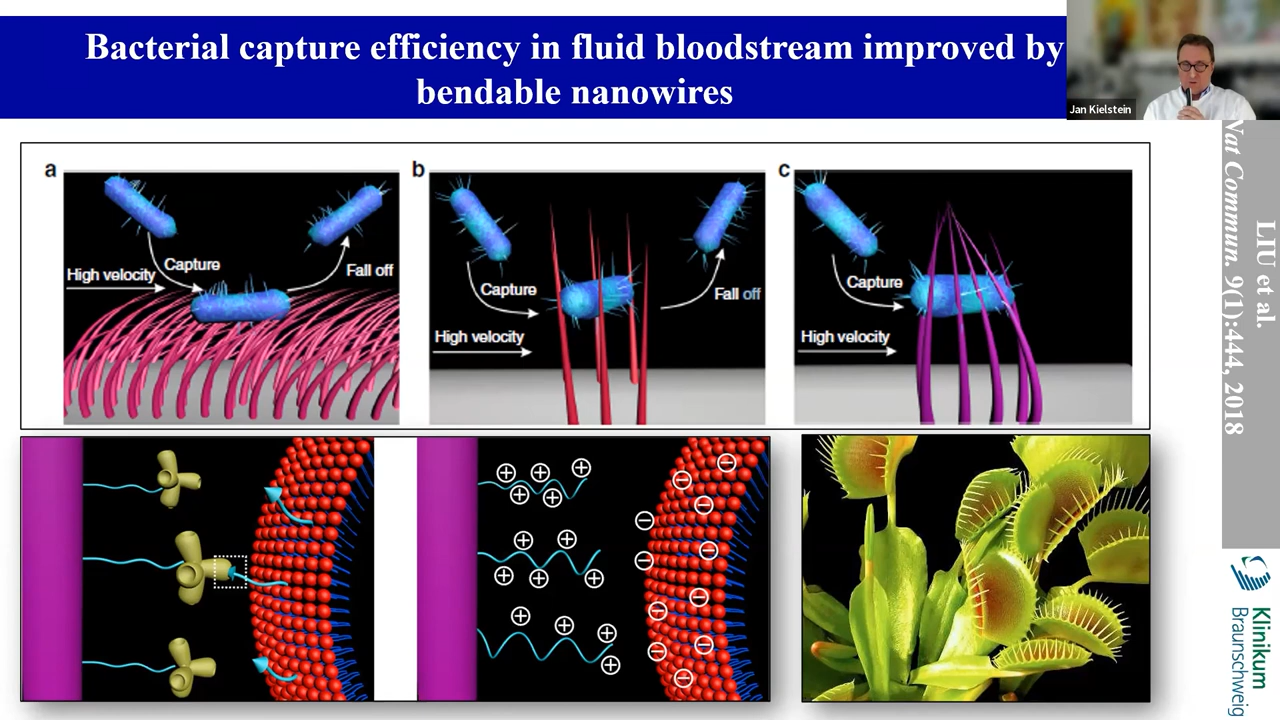 Bacterial capture efficiency in fluid bloodstream improved by
bendable nanowires
Jan Kielstein
a
High velocity
Capture
Fall off
b
Capture
High velocity
Fall off
c
Capture
High velocity
LIU et al.
Nat Commun. 9(1):444, 2018
Klinikum
Braunschweig